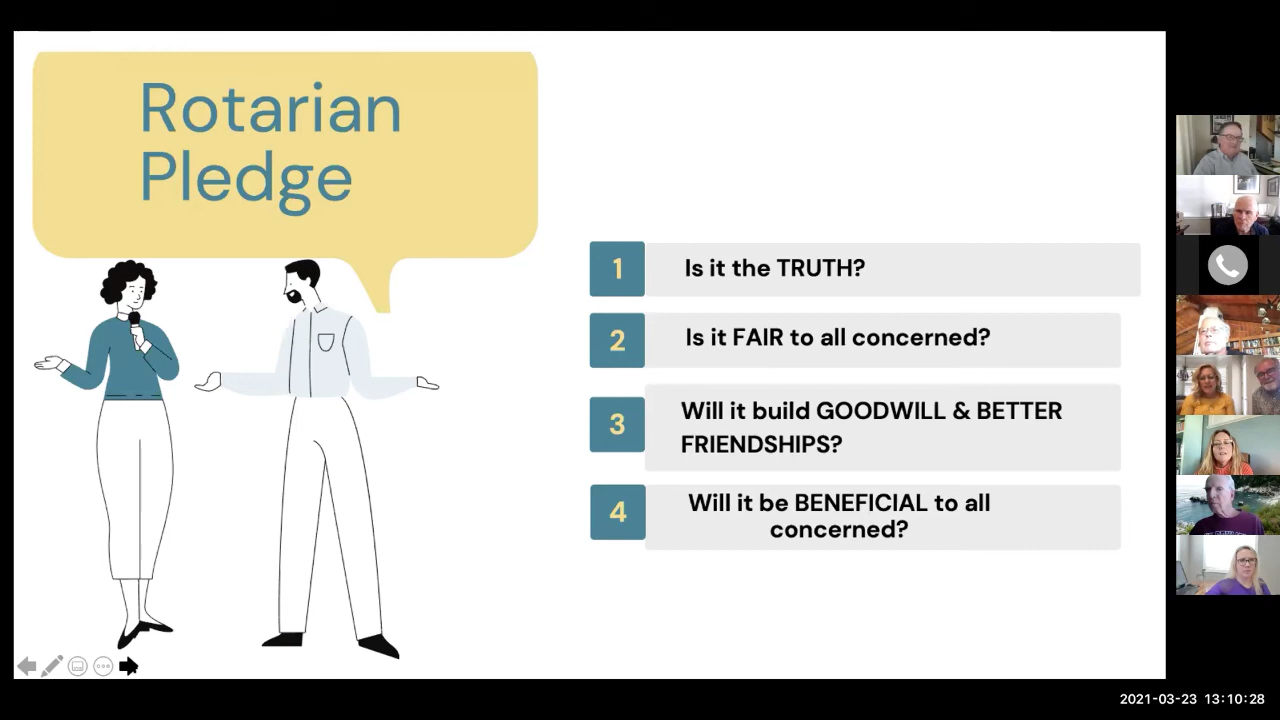 Rotarian
Pledge
1
Is it the TRUTH?
2
Is it FAIR to all concerned?
3
Will it build GOODWILL & BETTER
FRIENDSHIPS?
4
Will it be BENEFICIAL to all
concerned?
2021-03-23 13:10:28